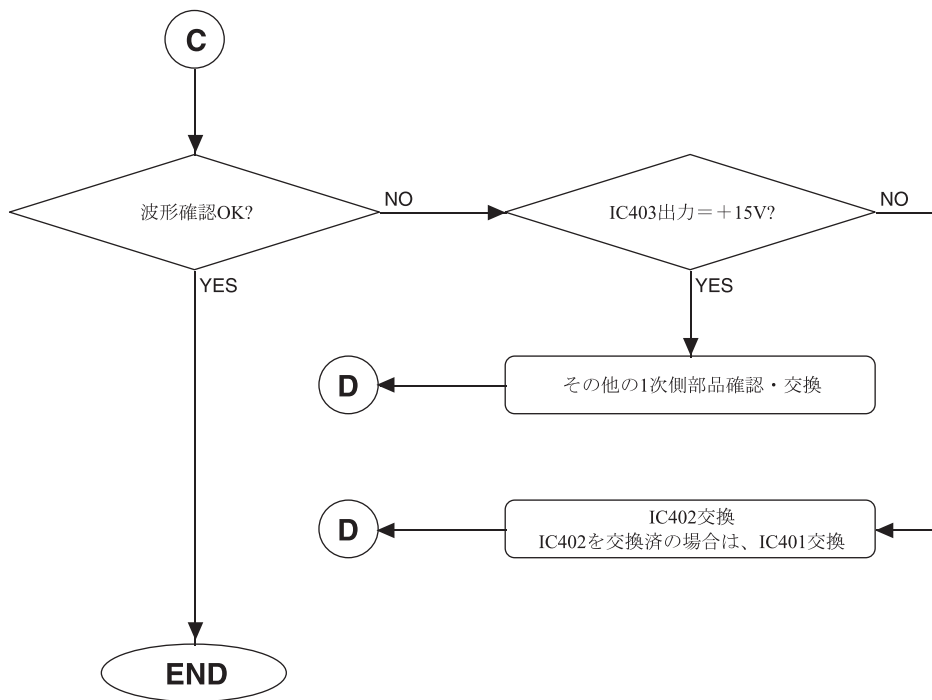 C
波形確認OK?
NO
IC403出力＝＋15V?
NO
YES
YES
D
その他の1次側部品確認・交換
D
IC402交換
IC402を交換済の場合は、IC401交換
END